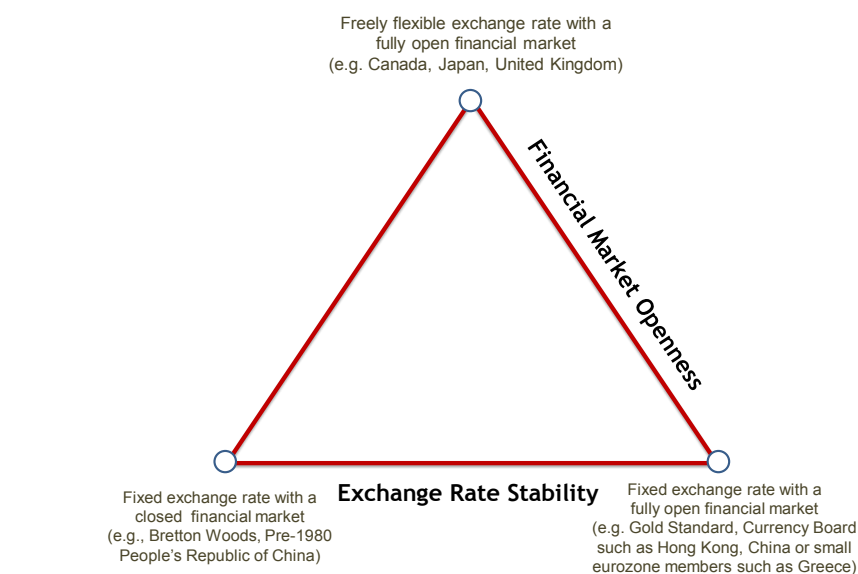 Freely flexible exchange rate with a
fully open financial market
(e.g. Canada, Japan, United Kingdom)
Financial Market Openness
Exchange Rate Stability
Fixed exchange rate with a
closed financial market
(e.g., Bretton Woods, Pre-1980
People's Republic of China)
Fixed exchange rate with a
fully open financial market
(e.g. Gold Standard, Currency Board
such as Hong Kong, China or small
eurozone members such as Greece)